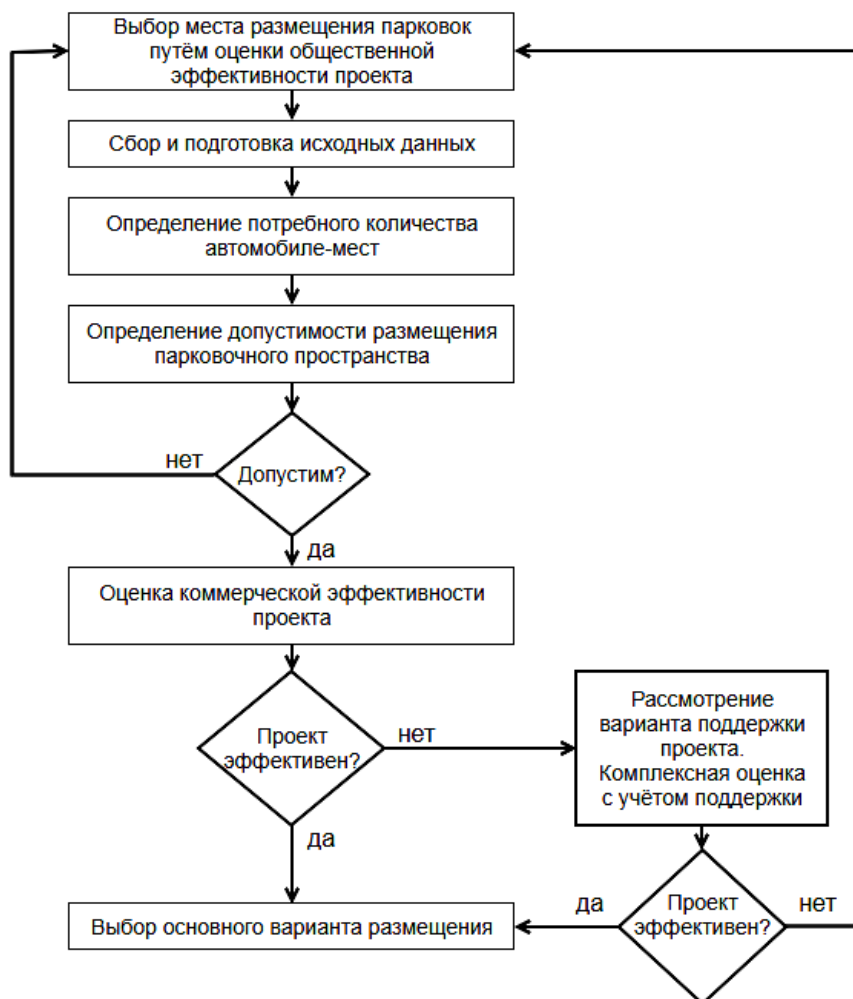 Выбор места размещения парковок
путём оценки общественной
эффективности проекта
Сбор и подготовка исходных данных
Определение потребного количества
автомобиле-мест
Определение допустимости размещения
парковочного пространства
нет
Допустим?
да
Оценка коммерческой эффективности
проекта
Проект
эффективен?
нет
Рассмотрение
варианта поддержки
проекта.
Комплексная оценка
с учётом поддержки
да
Выбор основного варианта размещения
да
Проект
эффективен?
нет